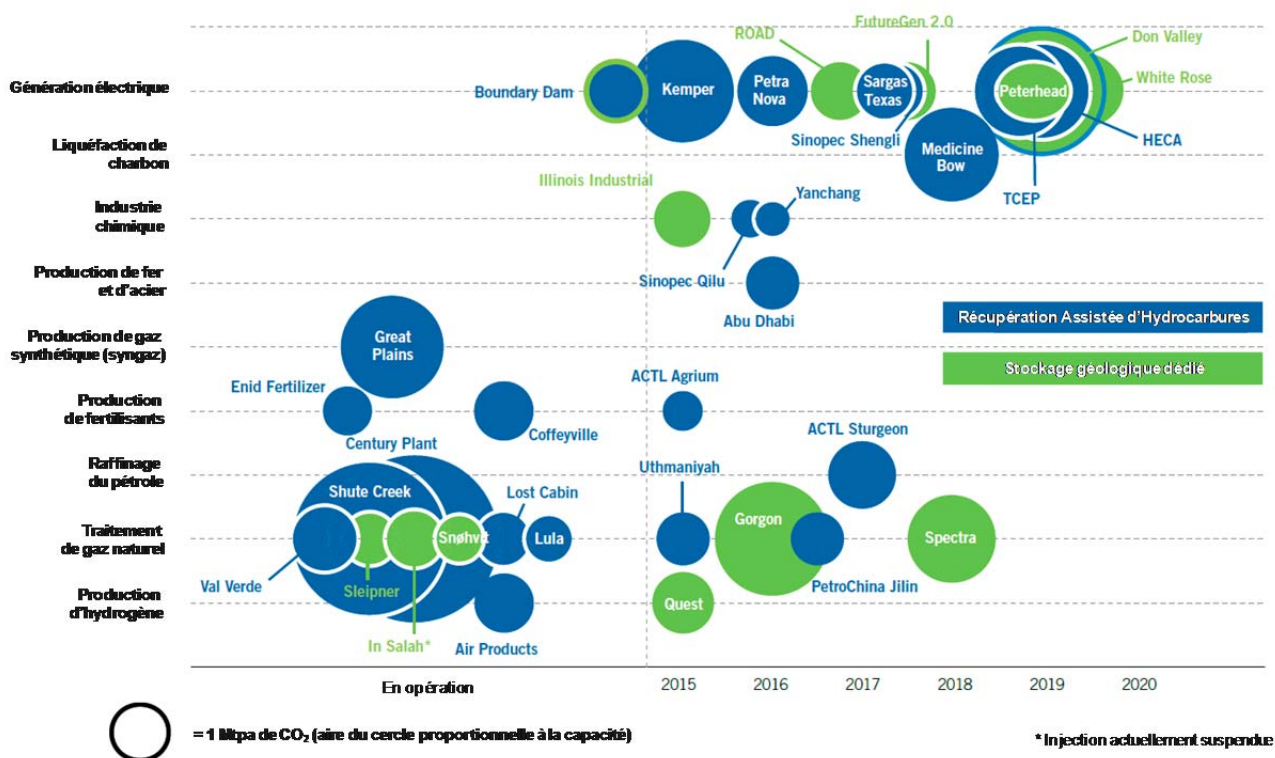 FutureGen 2.0
ROAD
Don Valley
Génération électrique
Boundary Dam
Kemper
Petra
Nova
Sargas
Texas
Peterhead
White Rose
Sinopec Shengli
HECA
Liquéfaction de
charbon
Medicine
Bow
TCEP
Illinois Industrial
Yanchang
Industrie
chimique
Sinopec Qilu
Production de fer
et d'acier
Abu Dhabi
Récupération Assistée d'Hydrocarbures
Production de gaz
synthétique (syngaz)
Great
Plains
Stockage géologique dédié
Enid Fertilizer
ACTL Agrium
Production
de fertilisants
Coffeyville
ACTL Sturgeon
Century Plant
Raffinage
du pétrole
Uthmaniyah
Shute Creek
Lost Cabin
Traitement
de gaz naturel
Snøhvit
Lula
Gorgon
Spectra
Val Verde
Sleipner
PetroChina Jilin
Production
d'hydrogène
Quest
In Salah*
Air Products
En opération
2015
2016
2017
2018
2019
2020
= 1 Mtpa de CO₂ (aire du cercle proportionnelle à la capacité)
* Injection actuellement suspendue